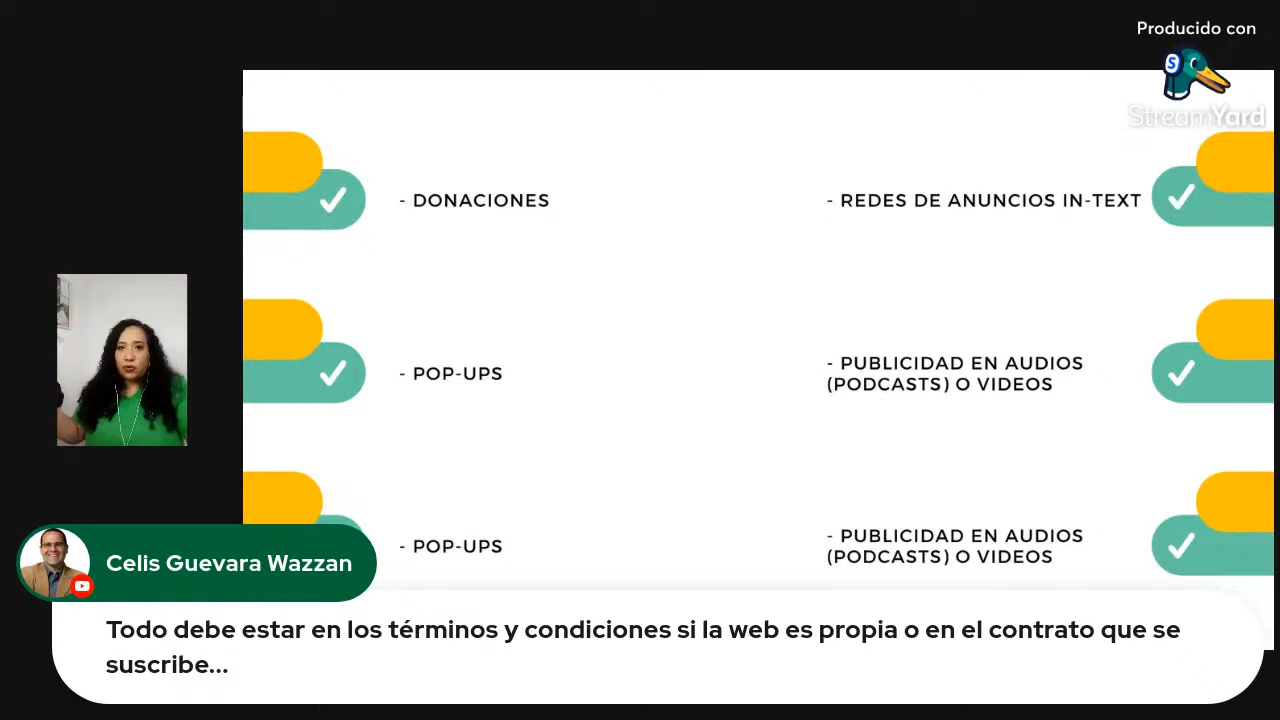 Producido con
StreamYard
- DONACIONES
- REDES DE ANUNCIOS IN-TEXT
- POP-UPS
- PUBLICIDAD EN AUDIOS
(PODCASTS) O VIDEOS
- POP-UPS
- PUBLICIDAD EN AUDIOS
(PODCASTS) O VIDEOS
Celis Guevara Wazzan
Todo debe estar en los términos y condiciones si la web es propia o en el contrato que se
suscribe...